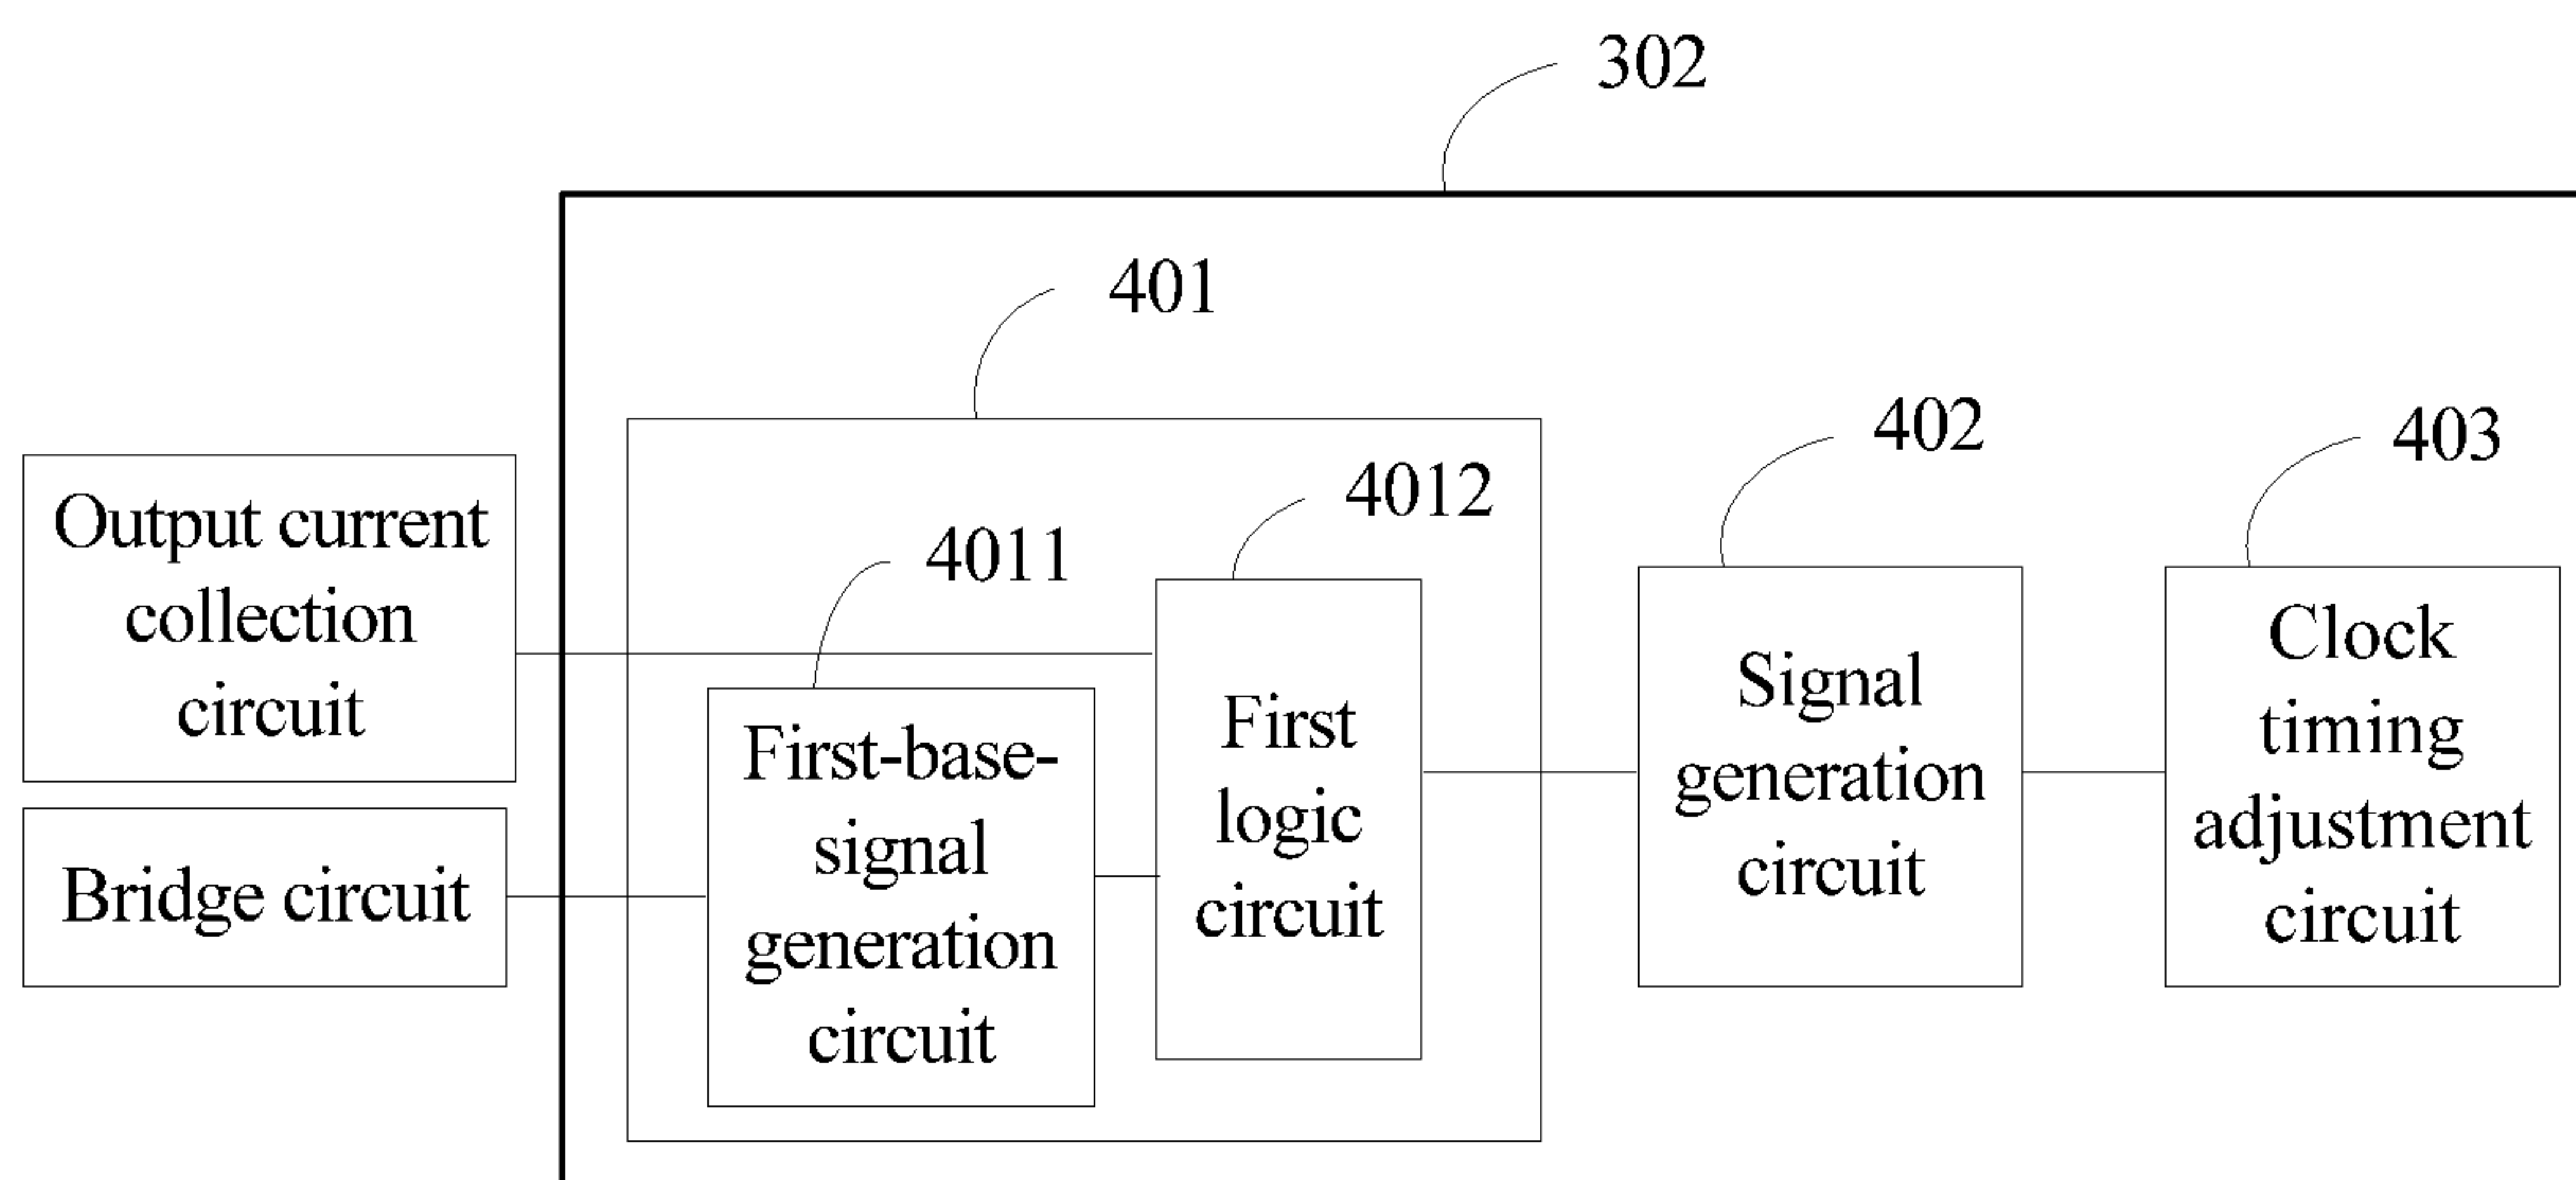 302
401
402
403
4012
4011
Output current
collection
circuit
Bridge circuit
First-base-
signal
generation
circuit
First
logic
circuit
Signal
generation
circuit
Clock
timing
adjustment
circuit